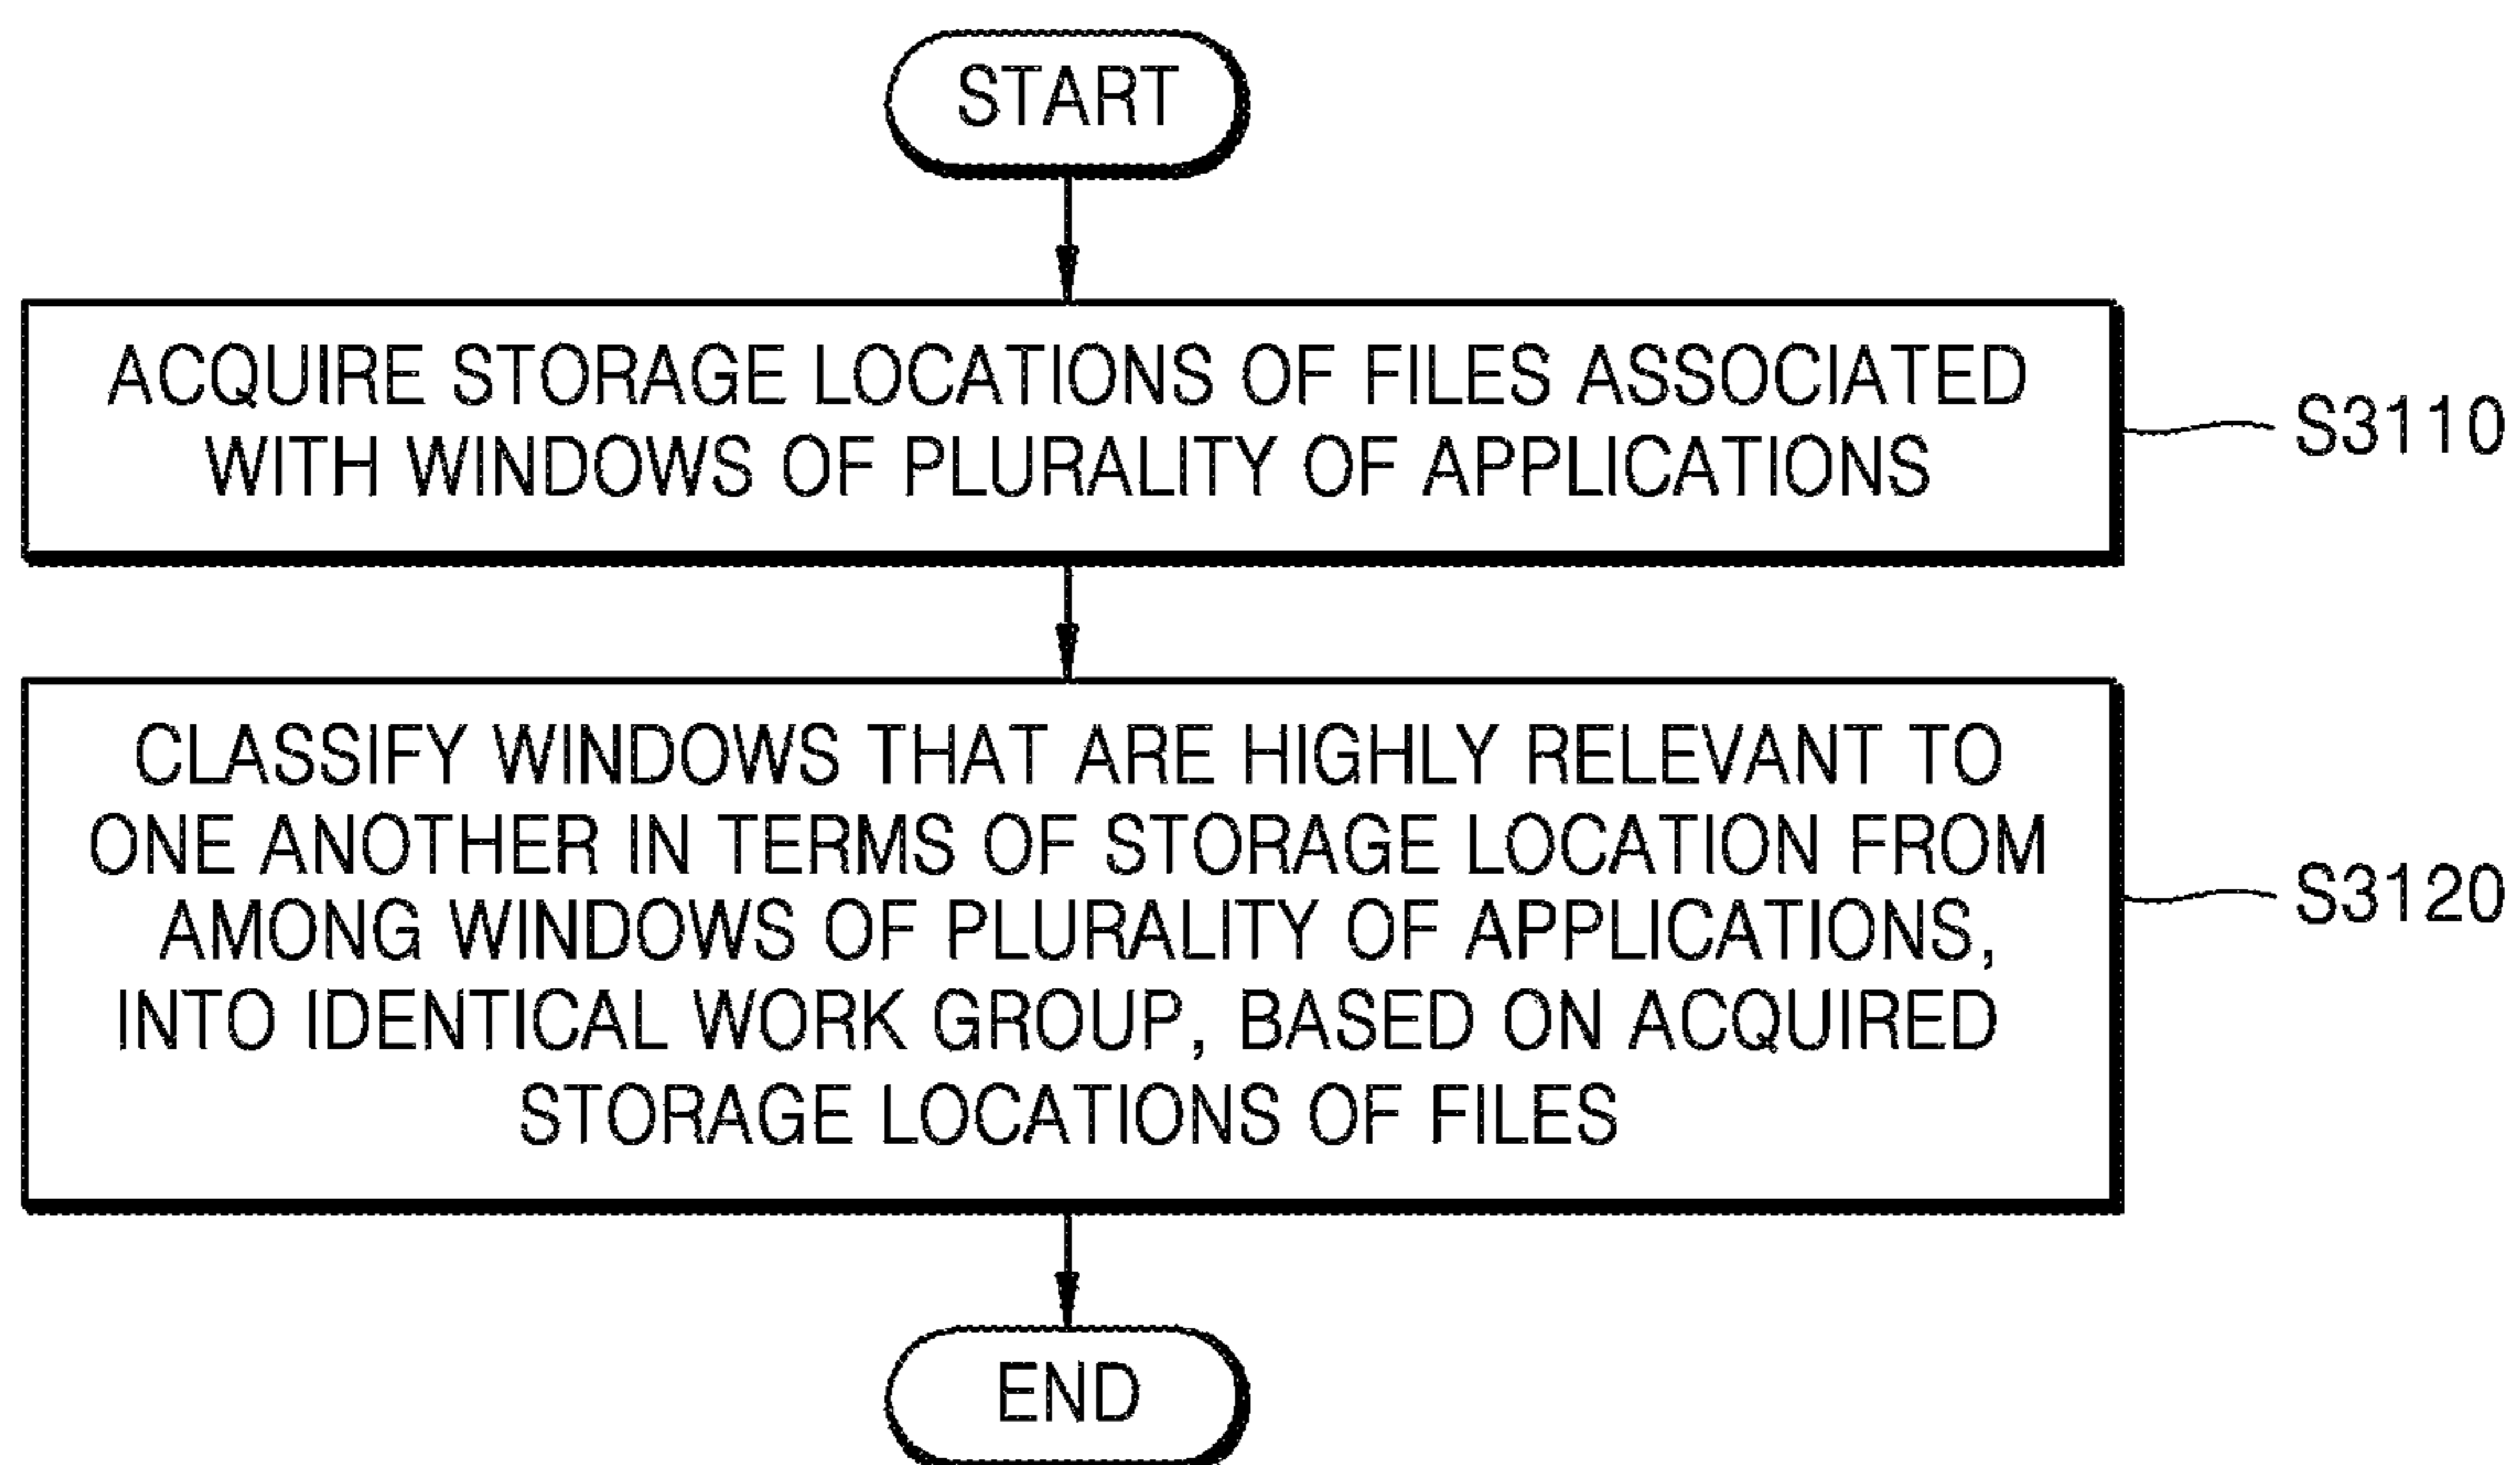 START
ACQUIRE STORAGE LOCATIONS OF FILES ASSOCIATED
WITH WINDOWS OF PLURALITY OF APPLICATIONS
S3110
CLASSIFY WINDOWS THAT ARE HIGHLY RELEVANT TO
ONE ANOTHER IN TERMS OF STORAGE LOCATION FROM
AMONG WINDOWS OF PLURALITY OF APPLICATIONS,
INTO IDENTICAL WORK GROUP, BASED ON ACQUIRED
STORAGE LOCATIONS OF FILES
S3120
END